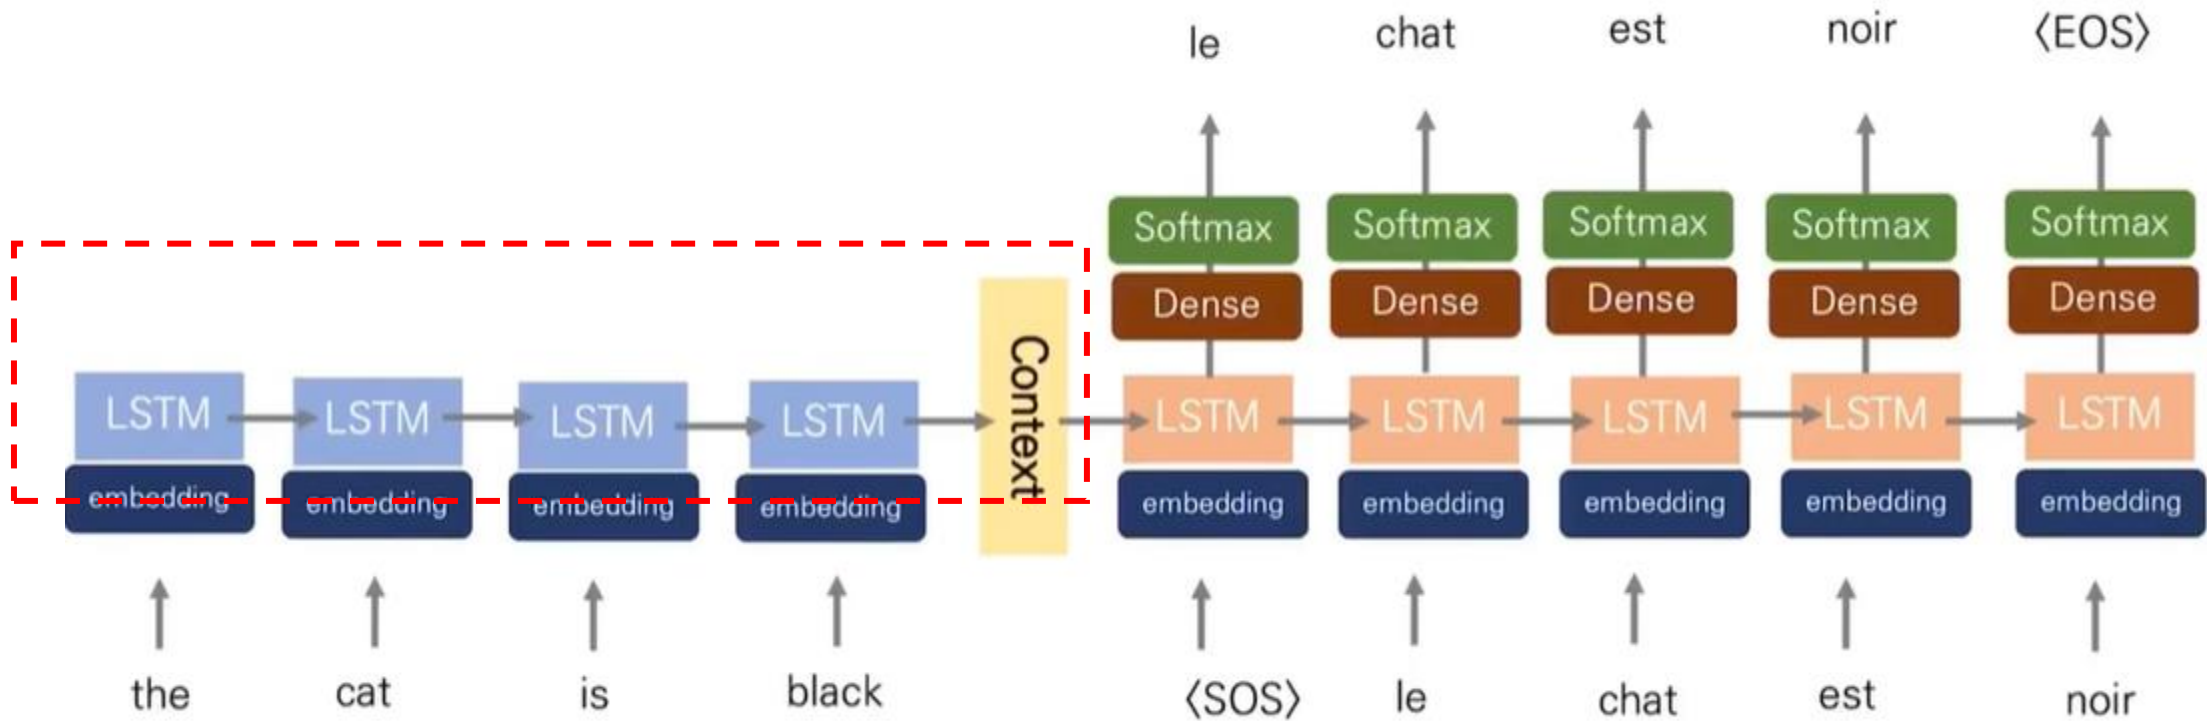 le chat est noir 〈EOS〉
Softmax Softmax Softmax Softmax Softmax
Dense Dense Dense Dense Dense
LSTM LSTM LSTM LSTM Context LSTM LSTM LSTM LSTM LSTM
embedding embedding embedding embedding embedding embedding embedding embedding embedding
the cat is black 〈SOS〉 le chat est noir